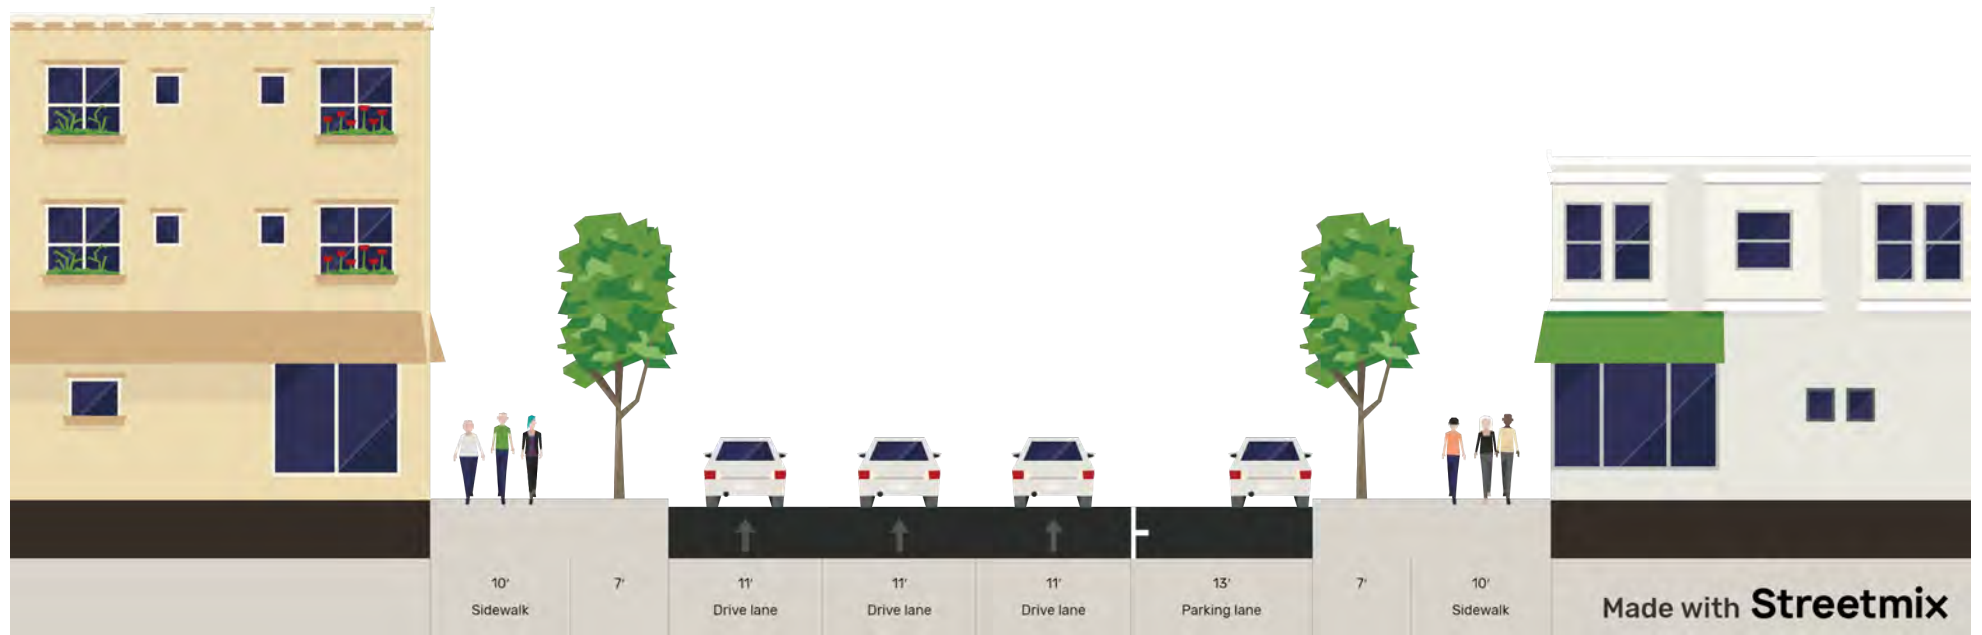 10'
Sidewalk
7'
11'
Drive lane
11'
Drive lane
11'
Drive lane
13'
Parking lane
7'
10'
Sidewalk
Made with Streetmix